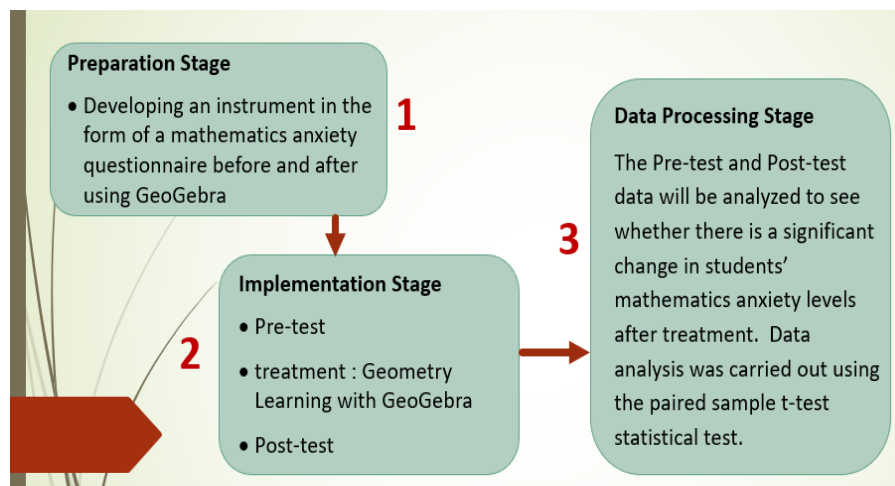 Preparation Stage
• Developing an instrument in the
form of a mathematics anxiety
questionnaire before and after
using GeoGebra
1
2
Implementation Stage
• Pre-test
• treatment : Geometry
Learning with GeoGebra
• Post-test
3
Data Processing Stage
The Pre-test and Post-test
data will be analyzed to see
whether there is a significant
change in students’
mathematics anxiety levels
after treatment. Data
analysis was carried out using
the paired sample t-test
statistical test.